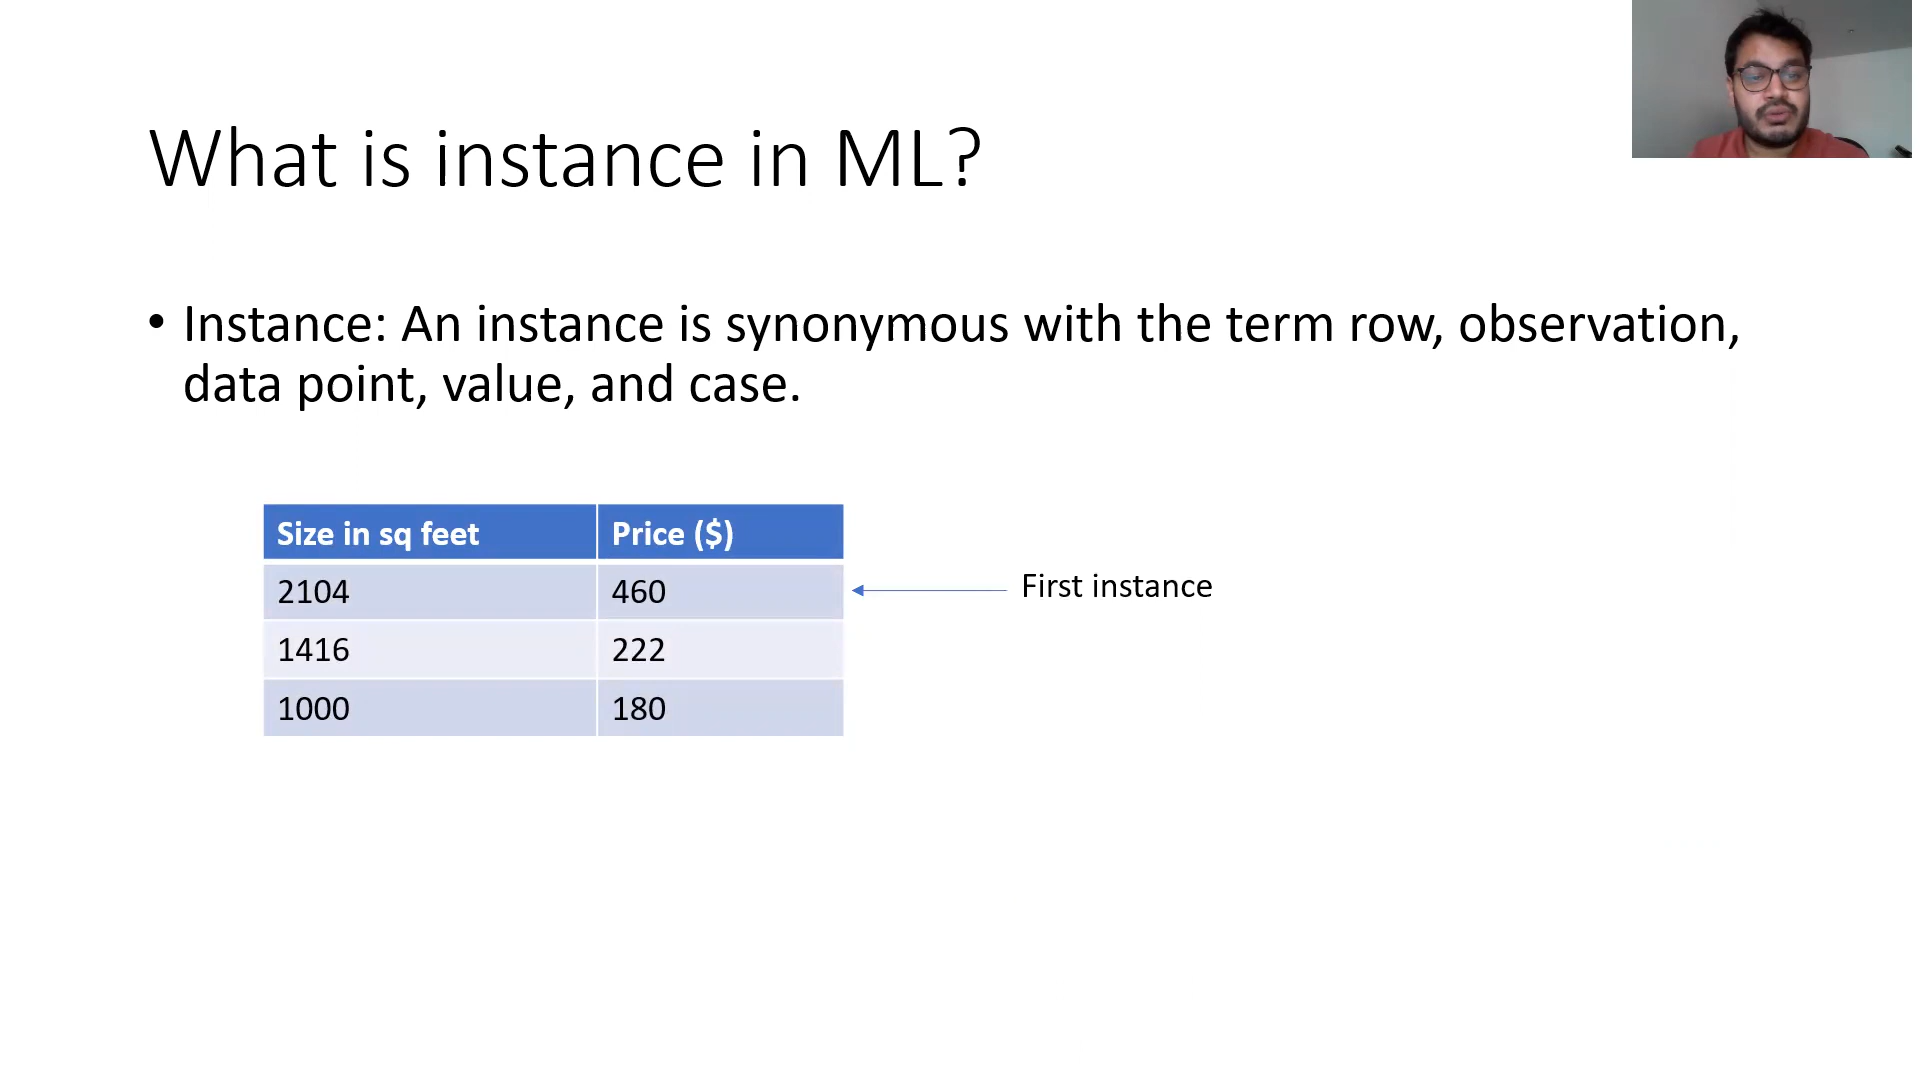 What is instance in ML?
• Instance: An instance is synonymous with the term row, observation,
data point, value, and case.
Size in sq feet Price ($)
2104 460 First instance
1416 222
1000 180